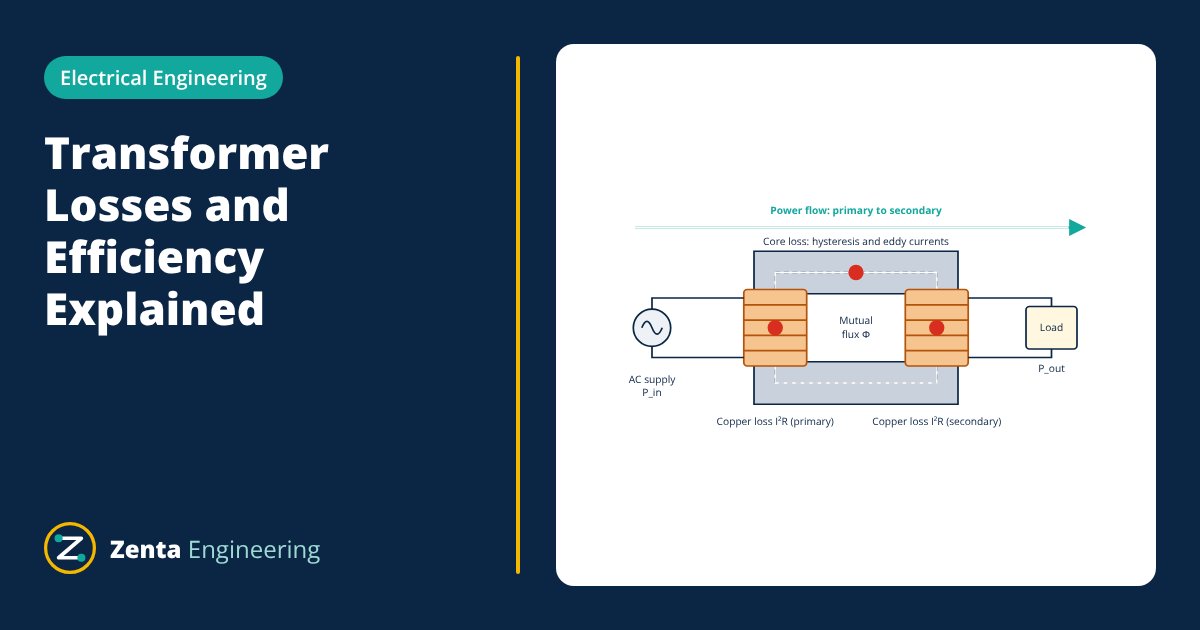 Electrical Engineering
Transformer
Losses and
Efficiency
Explained
Zenta Engineering
Power flow: primary to secondary
Core loss: hysteresis and eddy currents
Mutual
flux Φ
AC supply
P_in
Load
P_out
Copper loss I²R (primary)
Copper loss I²R (secondary)